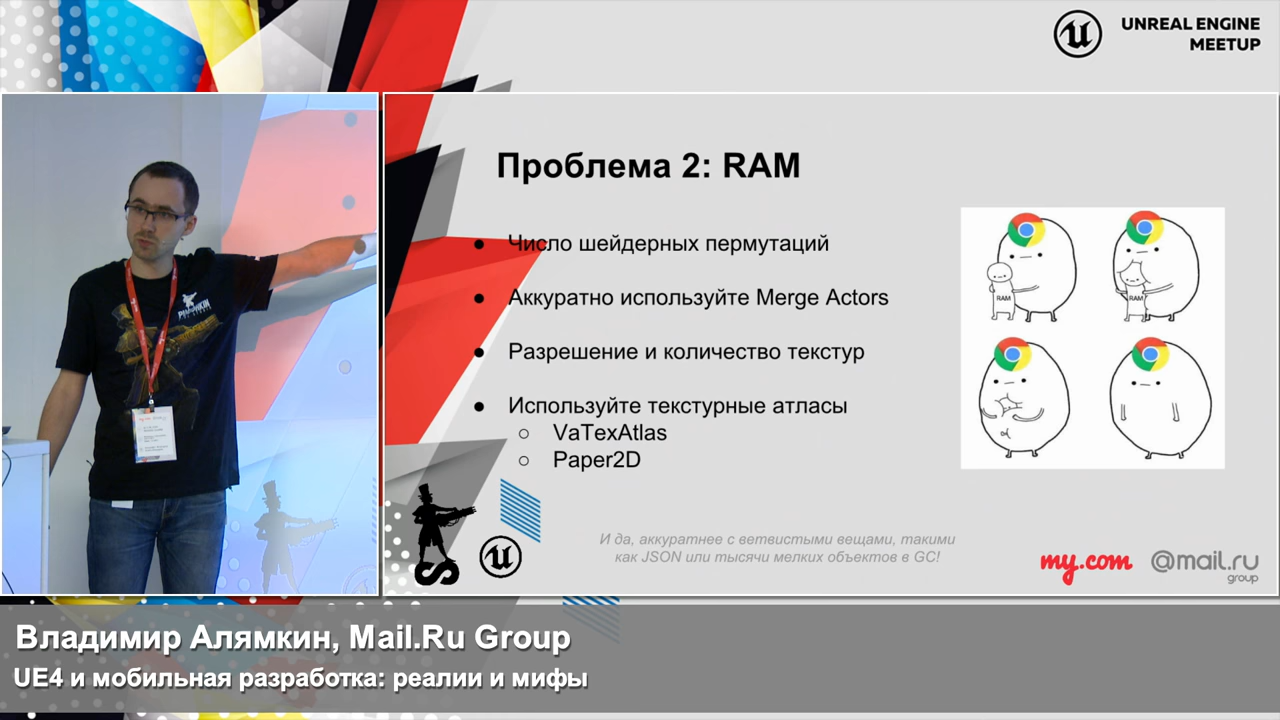 UNREAL ENGINE
MEETUP
Проблема 2: RAM
Число шейдерных пермутаций
Аккуратно используйте Merge Actors
Разрешение и количество текстур
Используйте текстурные атласы
VaTexAtlas
Paper2D
RAM
RAM
И да, аккуратнее с ветвистыми вещами, такими
как JSON или тысячи мелких объектов в GC!
my.com
@mail.ru
group
Владимир Алямкин, Mail.Ru Group
UE4 и мобильная разработка: реалии и мифы